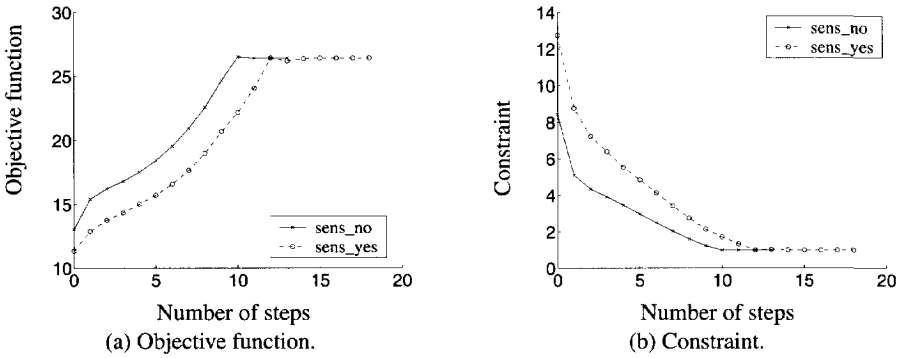 Objective function
30
25
20
15
10
0
5
10
15
20
sens_no
sens_yes
Number of steps
(a) Objective function.
Constraint
14
12
10
8
6
4
2
0
0
5
10
15
20
sens_no
sens_yes
Number of steps
(b) Constraint.